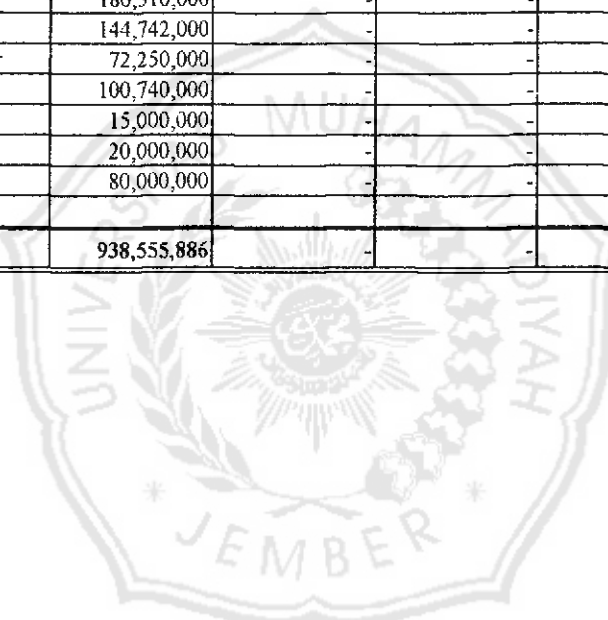 144,742,000 - -
72,250,000 - -
100,740,000 - -
15,000,000 - -
20,000,000 - -
80,000,000 - -
938,555,886 - -
UNIVERSITAS MUHAMMADIYAH
JEMBER